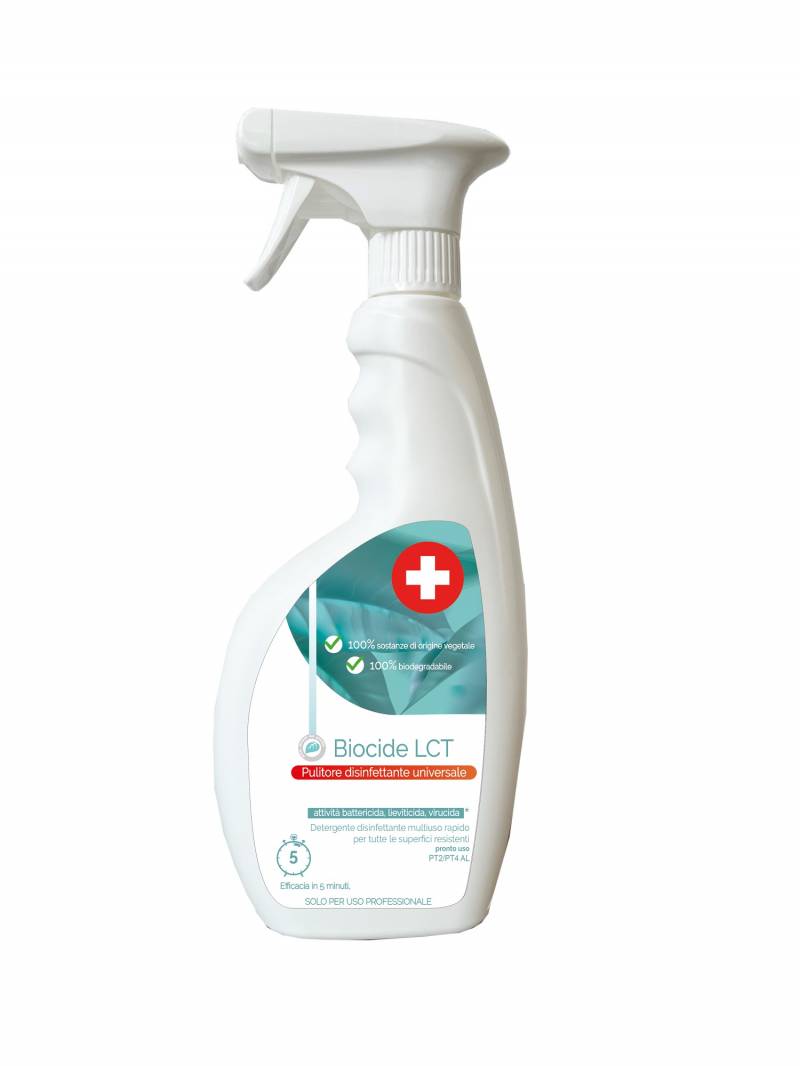 100% sostanze di origine vegetale
100% biodegradabile
Biocide LCT
Pulitore disinfettante universale
attività battericida, lieviticida, virucida *
Detergente disinfettante multiuso rapido
per tutte le superfici resistenti
pronto uso
PT2/PT4 AL
5
Efficacia in 5 minuti.
SOLO PER USO PROFESSIONALE